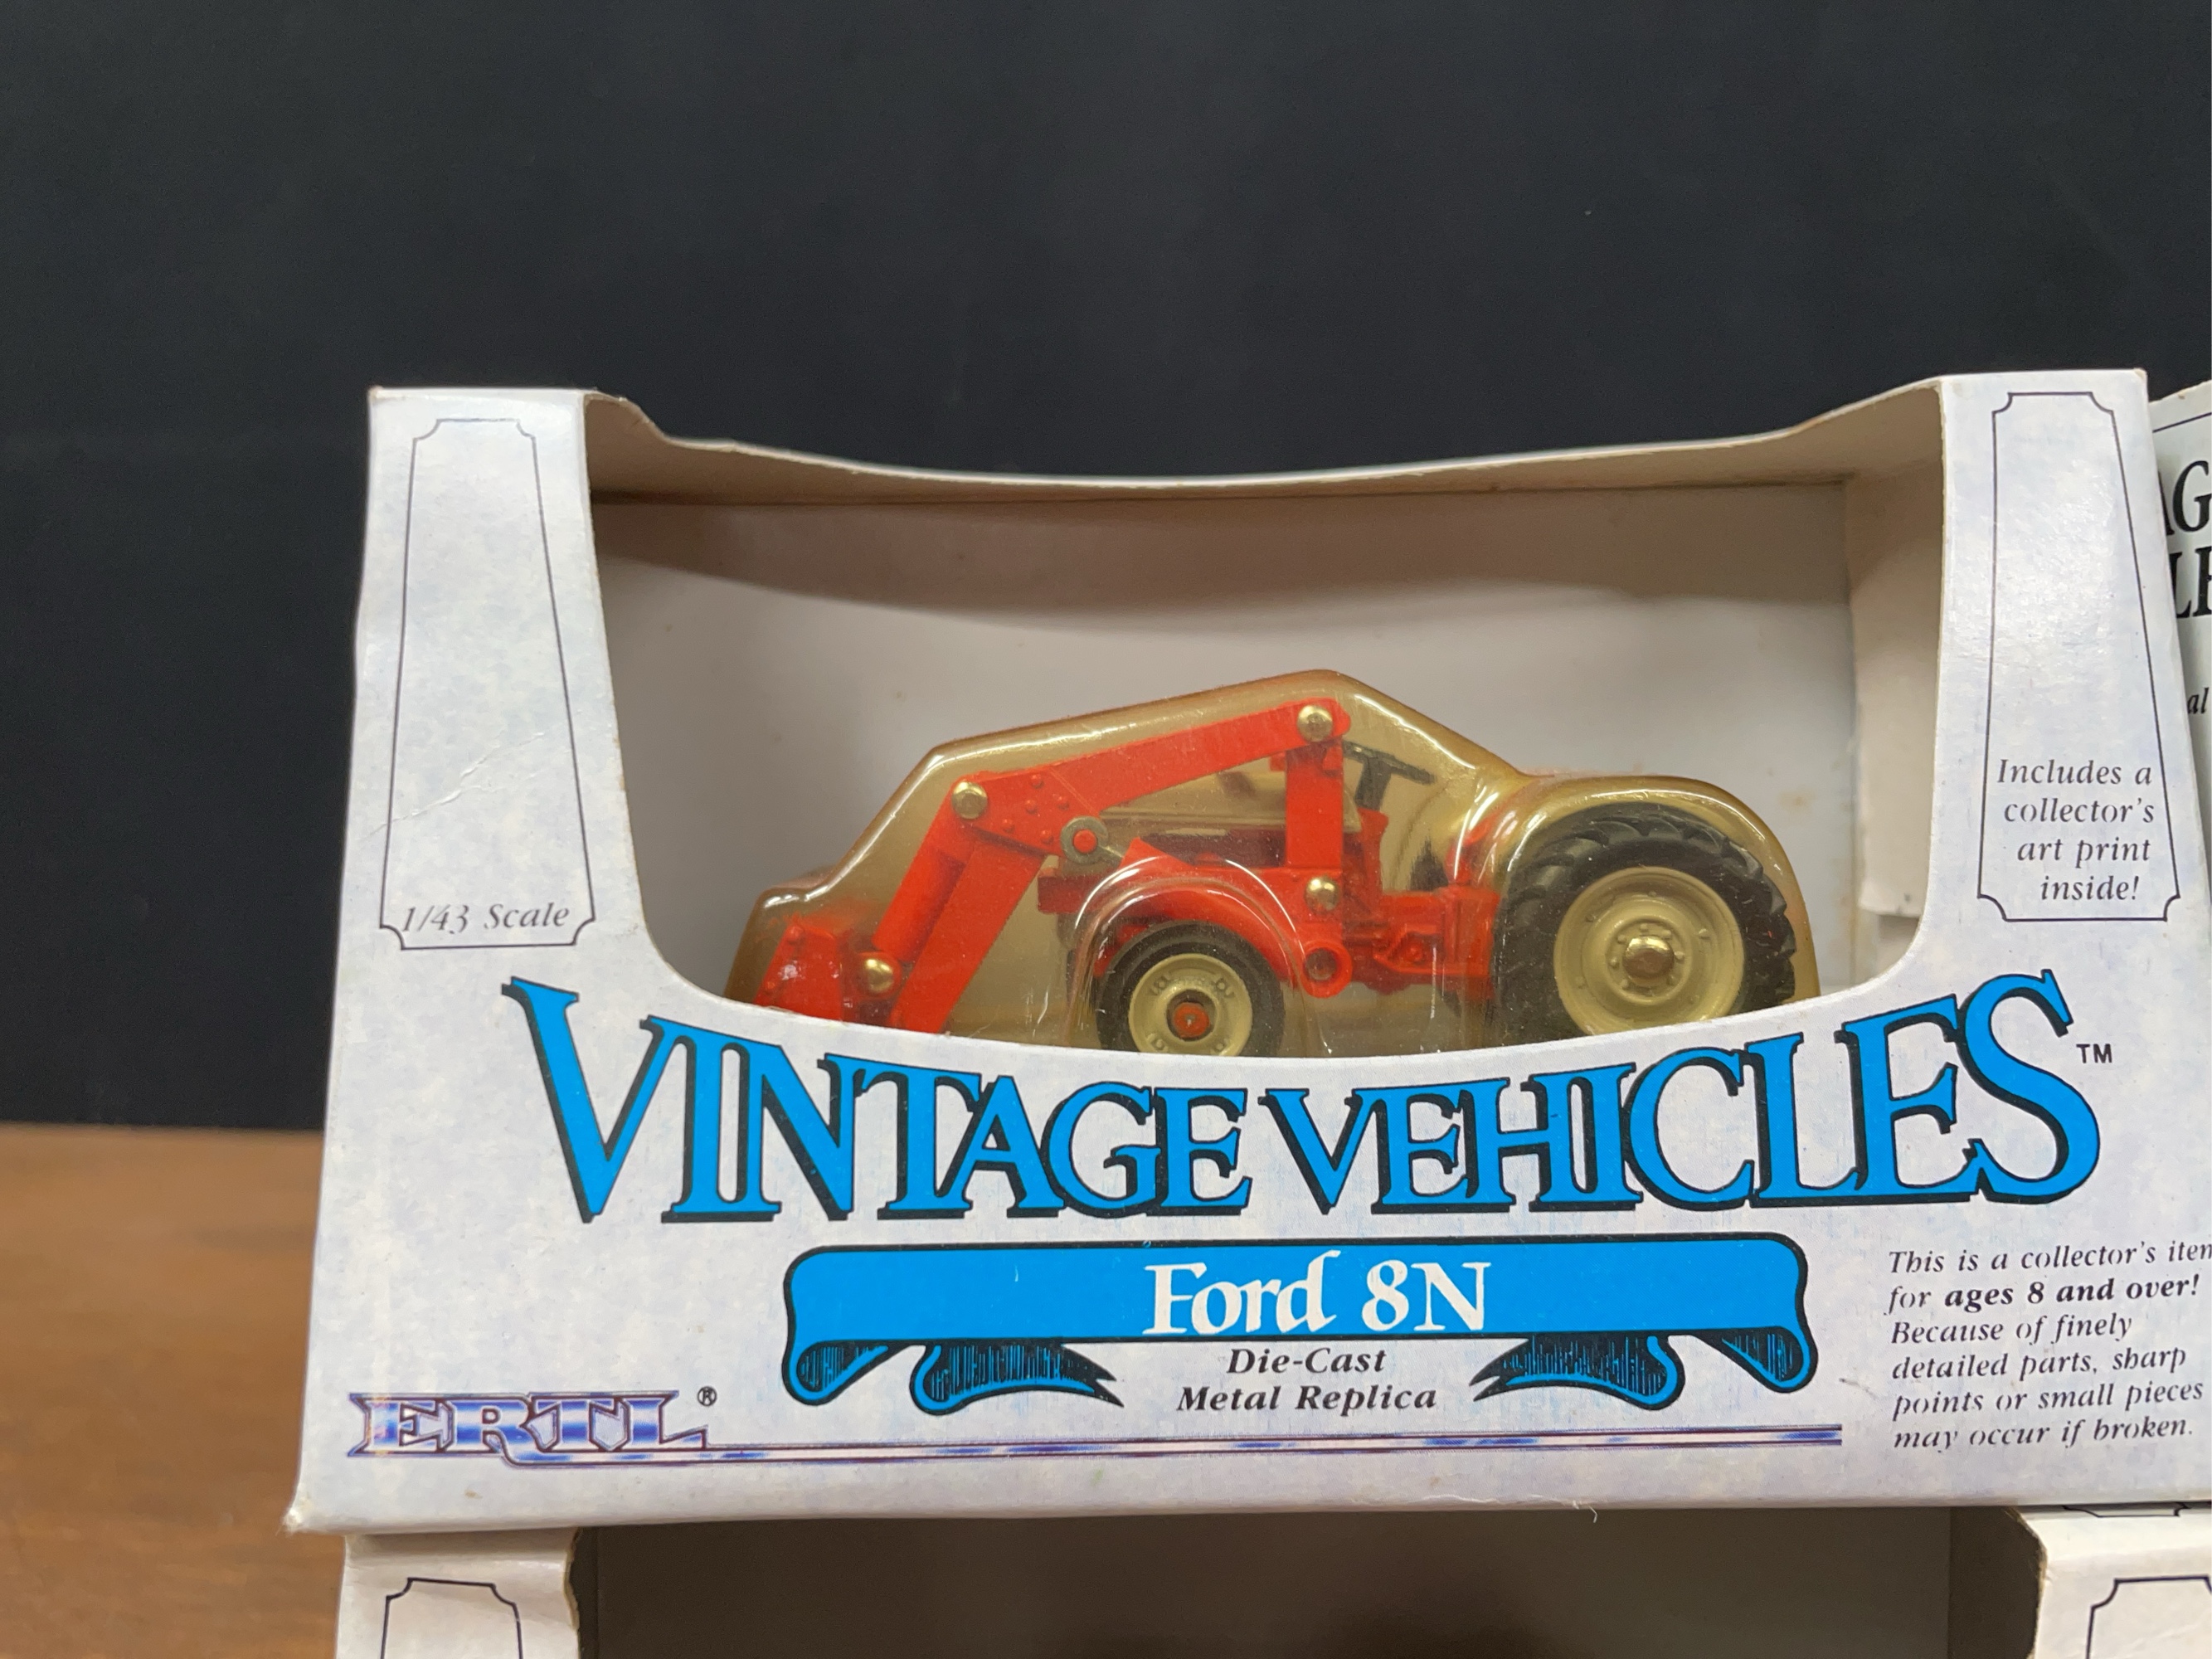 1/43 Scale
Includes a
collector's
art print
inside!
VINTAGE VEHICLES™
Ford 8N
Die-Cast
Metal Replica
ERTL®
This is a collector's item
for ages 8 and over!
Because of finely
detailed parts, sharp
points or small pieces
may occur if broken.